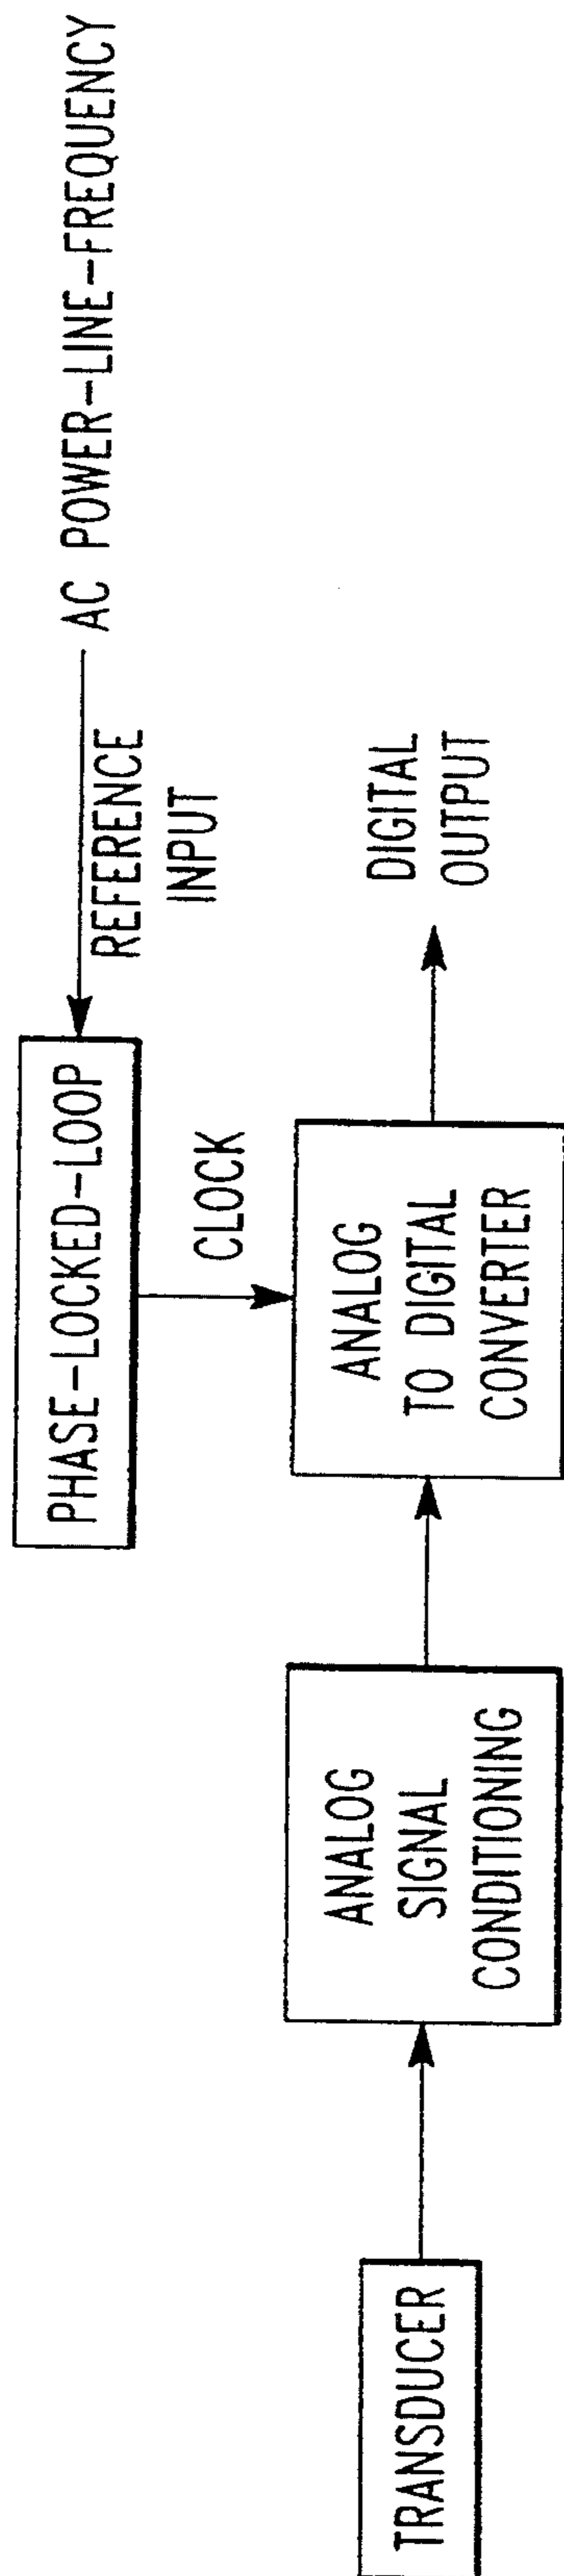 AC POWER-LINE-FREQUENCY
REFERENCE
INPUT
PHASE-LOCKED-LOOP
CLOCK
TRANSDUCER
ANALOG
SIGNAL
CONDITIONING
ANALOG
TO DIGITAL
CONVERTER
DIGITAL
OUTPUT